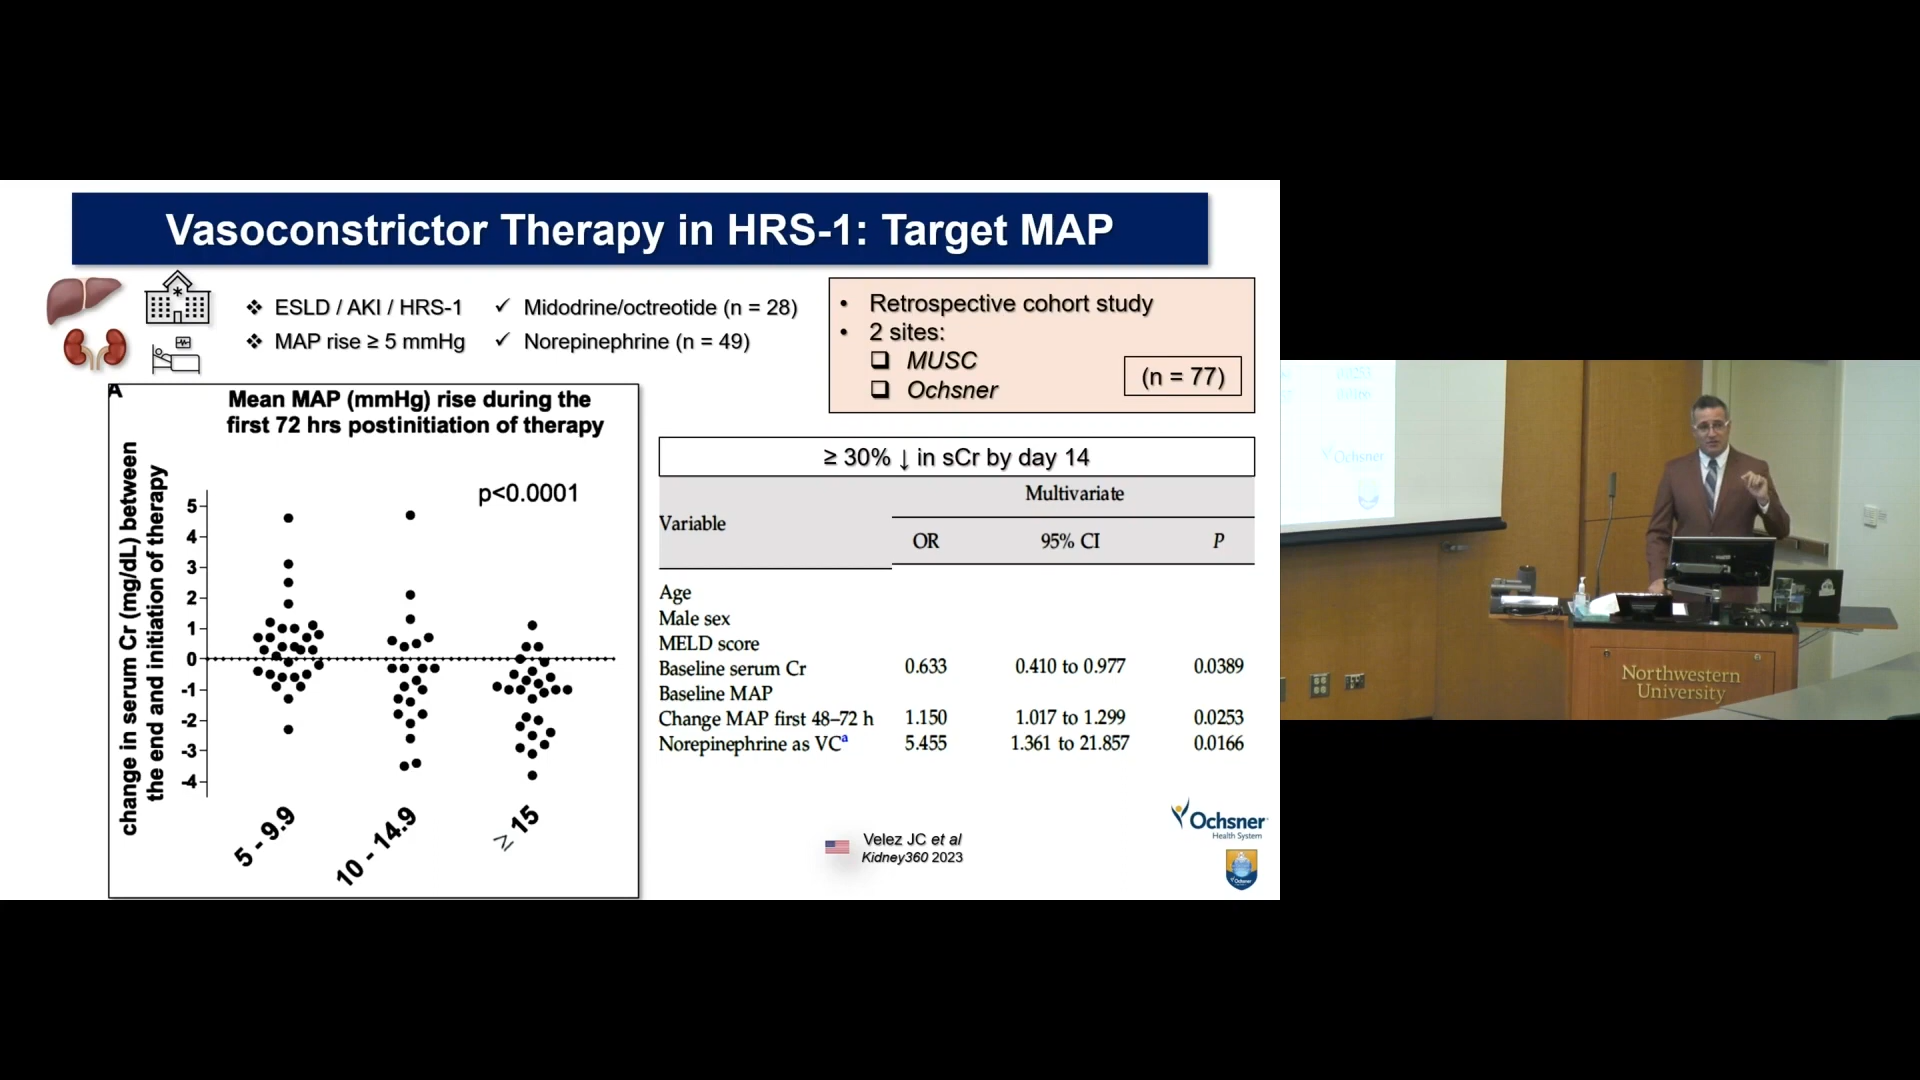 Vasoconstrictor Therapy in HRS-1: Target MAP
❖ ESLD / AKI / HRS-1
❖ MAP rise ≥ 5 mmHg
✓ Midodrine/octreotide (n = 28)
✓ Norepinephrine (n = 49)
• Retrospective cohort study
• 2 sites:
❑ MUSC
❑ Ochsner
(n = 77)
A
Mean MAP (mmHg) rise during the
first 72 hrs postinitiation of therapy
p<0.0001
change in serum Cr (mg/dL) between
the end and initiation of therapy
5
4
3
2
1
0
-1
-2
-3
-4
5 - 9.9
10 - 14.9
≥ 15
≥ 30% ↓ in sCr by day 14
Multivariate
Variable
OR 95% CI P
Age
Male sex
MELD score
Baseline serum Cr 0.633 0.410 to 0.977 0.0389
Baseline MAP
Change MAP first 48–72 h 1.150 1.017 to 1.299 0.0253
Norepinephrine as VCa 5.455 1.361 to 21.857 0.0166
Velez JC et al
Kidney360 2023
Ochsner
Health System
Ochsner
Northwestern
University